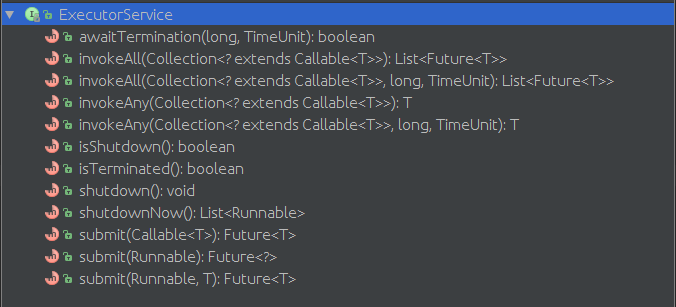 ExecutorService
awaitTermination(long, TimeUnit): boolean
invokeAll(Collection<? extends Callable<T>>): List<Future<T>>
invokeAll(Collection<? extends Callable<T>>, long, TimeUnit): List<Future<T>>
invokeAny(Collection<? extends Callable<T>>): T
invokeAny(Collection<? extends Callable<T>>, long, TimeUnit): T
isShutdown(): boolean
isTerminated(): boolean
shutdown(): void
shutdownNow(): List<Runnable>
submit(Callable<T>): Future<T>
submit(Runnable): Future<?>
submit(Runnable, T): Future<T>